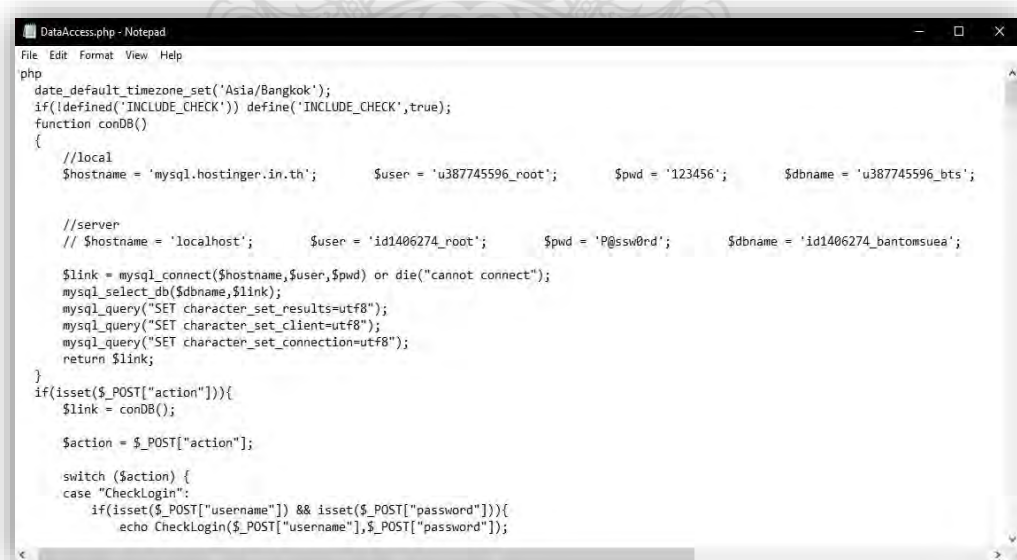 DataAccess.php - Notepad
File Edit Format View Help
php
date_default_timezone_set('Asia/Bangkok');
if(!defined('INCLUDE_CHECK')) define('INCLUDE_CHECK',true);
function conDB()
{
//local
$hostname = 'mysql.hostinger.in.th'; $user = 'u387745596_root'; $pwd = '123456'; $dbname = 'u387745596_bts';
//server
// $hostname = 'localhost'; $user = 'id1406274_root'; $pwd = 'P@ssw0rd'; $dbname = 'id1406274_bantomsuea';
$link = mysql_connect($hostname,$user,$pwd) or die("cannot connect");
mysql_select_db($dbname,$link);
mysql_query("SET character_set_results=utf8");
mysql_query("SET character_set_client=utf8");
mysql_query("SET character_set_connection=utf8");
return $link;
}
if(isset($_POST["action"])){
$link = conDB();
$action = $_POST["action"];
switch ($action) {
case "CheckLogin":
if(isset($_POST["username"]) && isset($_POST["password"])){
echo CheckLogin($_POST["username"],$_POST["password"]);